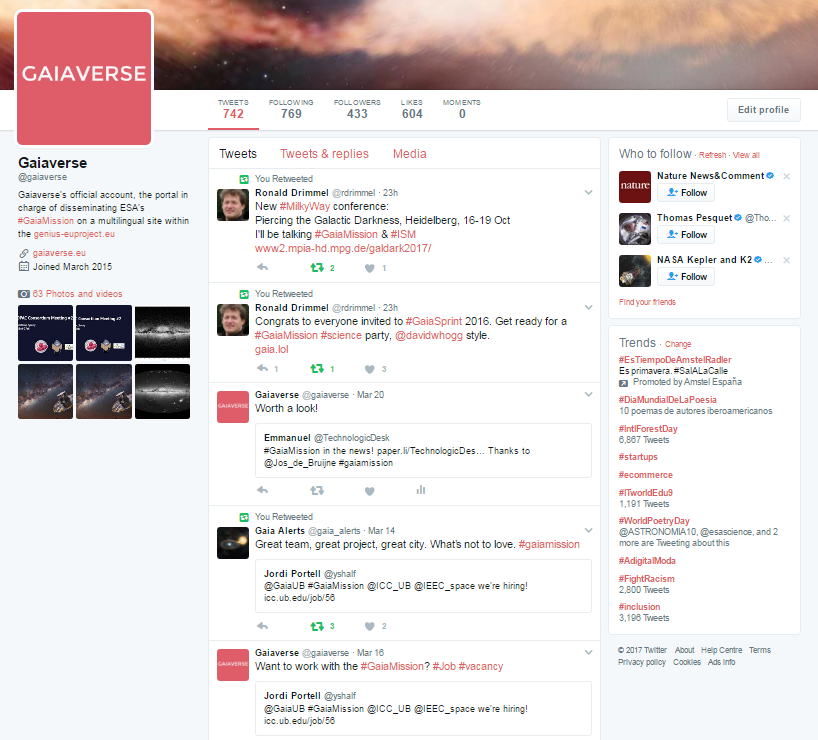 GAIAVERSE
TWEETS FOLLOWING FOLLOWERS LIKES MOMENTS
742 769 433 604 0
Edit profile
Gaiaverse
@gaiaverse
Gaiaverse's official account, the portal in
charge of disseminating ESA's
#GaiaMission on a multilingual site within
the genius-euproject.eu
gaiaverse.eu
Joined March 2015
63 Photos and videos
DPAC Consortium Meeting #2
Consortium Meeting #2
Tweets Tweets & replies Media
You Retweeted
Ronald Drimmel @rdrimmel · 23h
New #MilkyWay conference:
Piercing the Galactic Darkness, Heidelberg, 16-19 Oct
I'll be talking #GaiaMission & #ISM
www2.mpia-hd.mpg.de/galdark2017/
2 1
You Retweeted
Ronald Drimmel @rdrimmel · 23h
Congrats to everyone invited to #GaiaSprint 2016. Get ready for a
#GaiaMission #science party, @davidwhogg style.
gaia.lol
1 1 3
GAIAVERSE
Gaiaverse @gaiaverse · Mar 20
Worth a look!
Emmanuel @TechnologicDesk
#GaiaMission in the news! paper.li/TechnologicDes... Thanks to
@Jos_de_Bruijne #gaiamission
You Retweeted
Gaia Alerts @gaia_alerts · Mar 14
Great team, great project, great city. What's not to love. #gaiamission
Jordi Portell @yshalf
@GaiaUB #GaiaMission @ICC_UB @IEEC_space we're hiring!
icc.ub.edu/job/56
3 2
GAIAVERSE
Gaiaverse @gaiaverse · Mar 16
Want to work with the #GaiaMission? #Job #vacancy
Jordi Portell @yshalf
@GaiaUB #GaiaMission @ICC_UB @IEEC_space we're hiring!
icc.ub.edu/job/56
Who to follow · Refresh · View all
nature
Nature News&Comment
Follow
Thomas Pesquet @Tho...
Follow
NASA Kepler and K2 ...
Follow
Find your friends
Trends · Change
#EsTiempoDeAmstelRadler
Es primavera. #SalALaCalle
Promoted by Amstel España
#DiaMundialDeLaPoesia
10 poemas de autores iberoamericanos
#IntlForestDay
6,867 Tweets
#startups
#ecommerce
#ITworldEdu9
1,191 Tweets
#WorldPoetryDay
@ASTRONOMIA10, @esascience, and 2
more are Tweeting about this
#AdigitalModa
#FightRacism
2,800 Tweets
#inclusion
3,196 Tweets
© 2017 Twitter About Help Centre Terms
Privacy policy Cookies Ads info